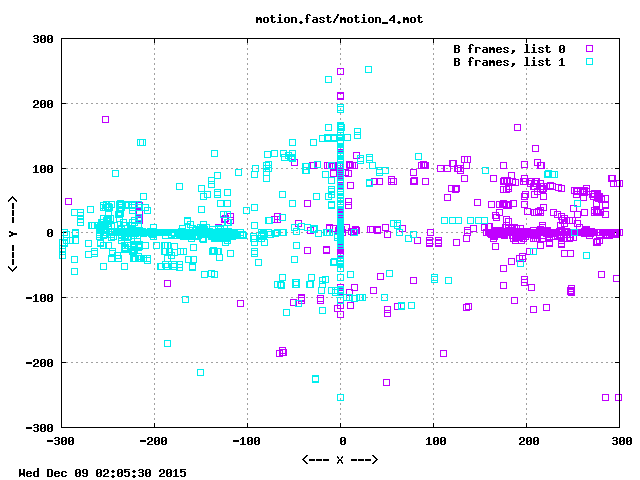 motion.fast/motion_4.mot
B frames, list 0
B frames, list 1
300
200
100
0
-100
-200
-300
<--- Y --->
-300 -200 -100 0 100 200 300
<--- X --->
Wed Dec 09 02:05:30 2015